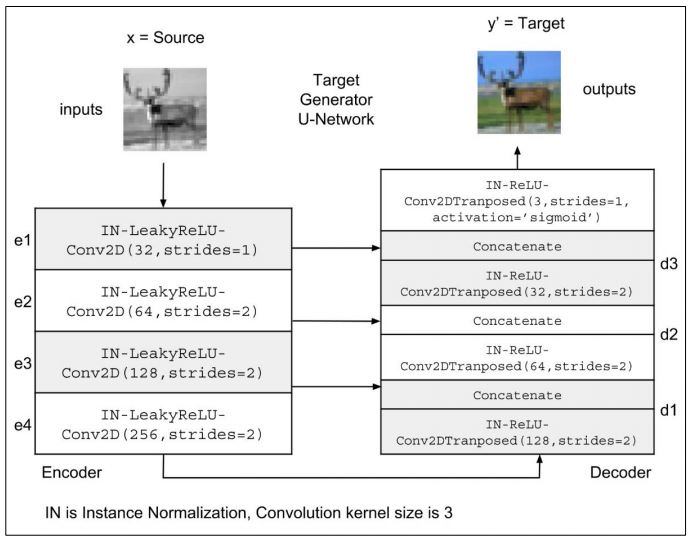 x = Source
y' = Target
inputs
Target
Generator
U-Network
outputs
e1
IN-LeakyReLU-
Conv2D(32,strides=1)
e2
IN-LeakyReLU-
Conv2D(64,strides=2)
e3
IN-LeakyReLU-
Conv2D(128,strides=2)
e4
IN-LeakyReLU-
Conv2D(256,strides=2)
Encoder
IN-ReLU-
Conv2DTranposed(3,strides=1,
activation='sigmoid')
Concatenate
d3
IN-ReLU-
Conv2DTranposed(32,strides=2)
Concatenate
d2
IN-ReLU-
Conv2DTranposed(64,strides=2)
Concatenate
d1
IN-ReLU-
Conv2DTranposed(128,strides=2)
Decoder
IN is Instance Normalization, Convolution kernel size is 3